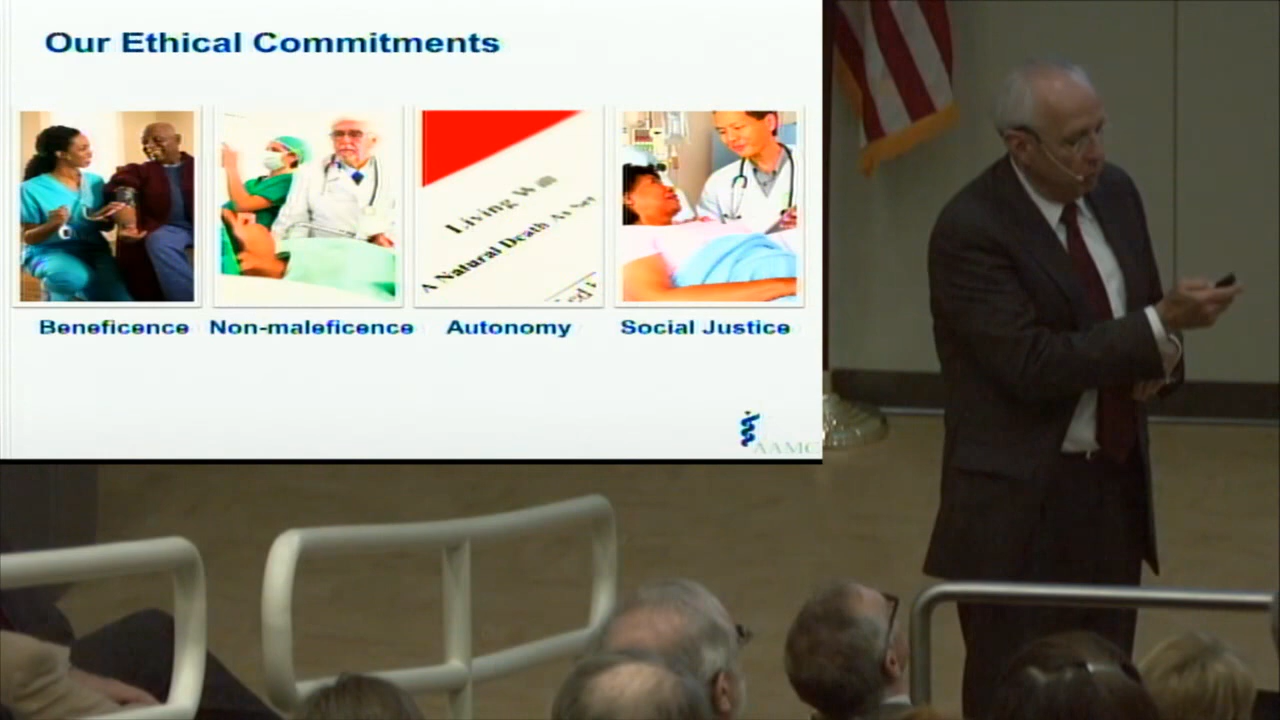 Our Ethical Commitments
Living Will
A Natural Death
Beneficence Non-maleficence Autonomy Social Justice
AAMC